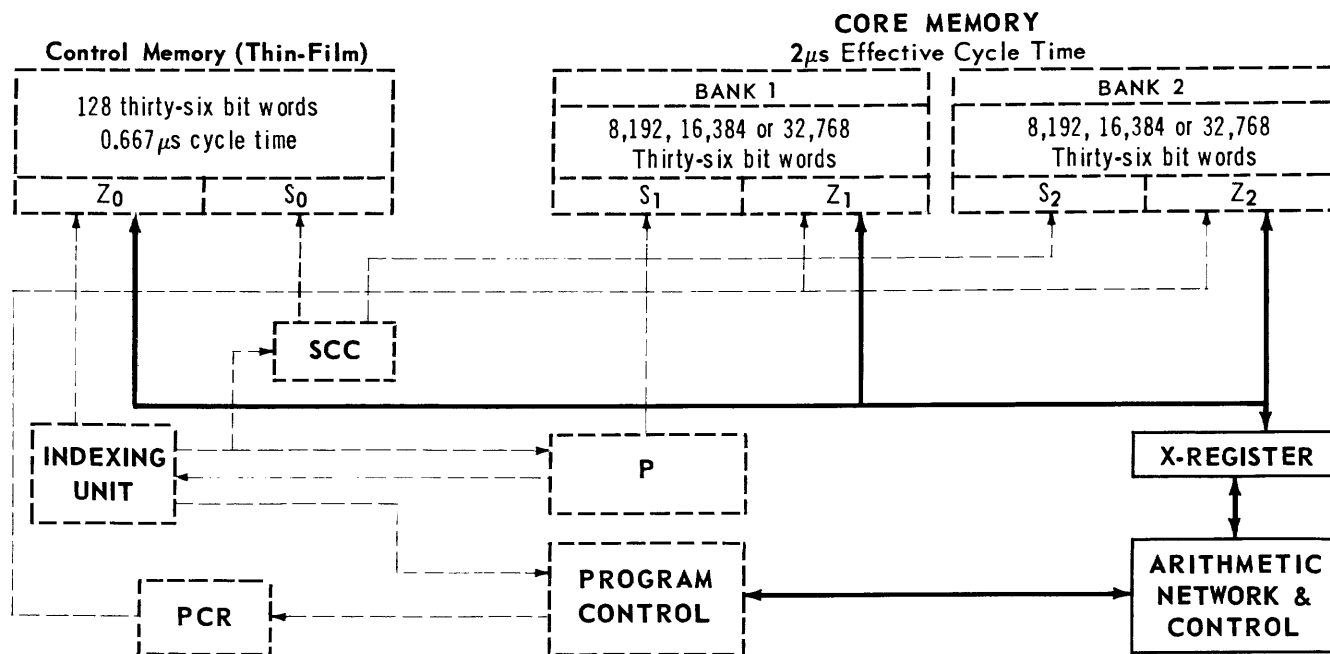 CORE MEMORY
2μs Effective Cycle Time
Control Memory (Thin-Film)
128 thirty-six bit words
0.667μs cycle time
Z0
S0
BANK 1
8,192, 16,384 or 32,768
Thirty-six bit words
S1
Z1
BANK 2
8,192, 16,384 or 32,768
Thirty-six bit words
S2
Z2
SCC
INDEXING
UNIT
P
X-REGISTER
PCR
PROGRAM
CONTROL
ARITHMETIC
NETWORK &
CONTROL